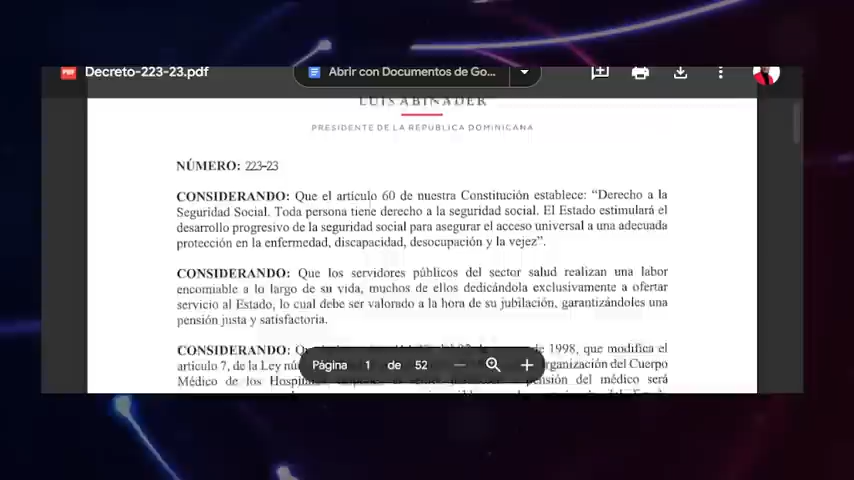 Decreto-223-23.pdf
Abrir con Documentos de Go...
LUIS ABINADER
PRESIDENTE DE LA REPÚBLICA DOMINICANA
NÚMERO: 223-23
CONSIDERANDO: Que el artículo 60 de nuestra Constitución establece: “Derecho a la
Seguridad Social. Toda persona tiene derecho a la seguridad social. El Estado estimulará el
desarrollo progresivo de la seguridad social para asegurar el acceso universal a una adecuada
protección en la enfermedad, discapacidad, desocupación y la vejez”.
CONSIDERANDO: Que los servidores públicos del sector salud realizan una labor
encomiable a lo largo de su vida, muchos de ellos dedicándola exclusivamente a ofertar
servicio al Estado, lo cual debe ser valorado a la hora de su jubilación, garantizándoles una
pensión justa y satisfactoria.
CONSIDERANDO: de 1998, que modifica el
artículo 7, de la Ley organización del Cuerpo
Médico de los pensión del médico será
Página 1 de 52